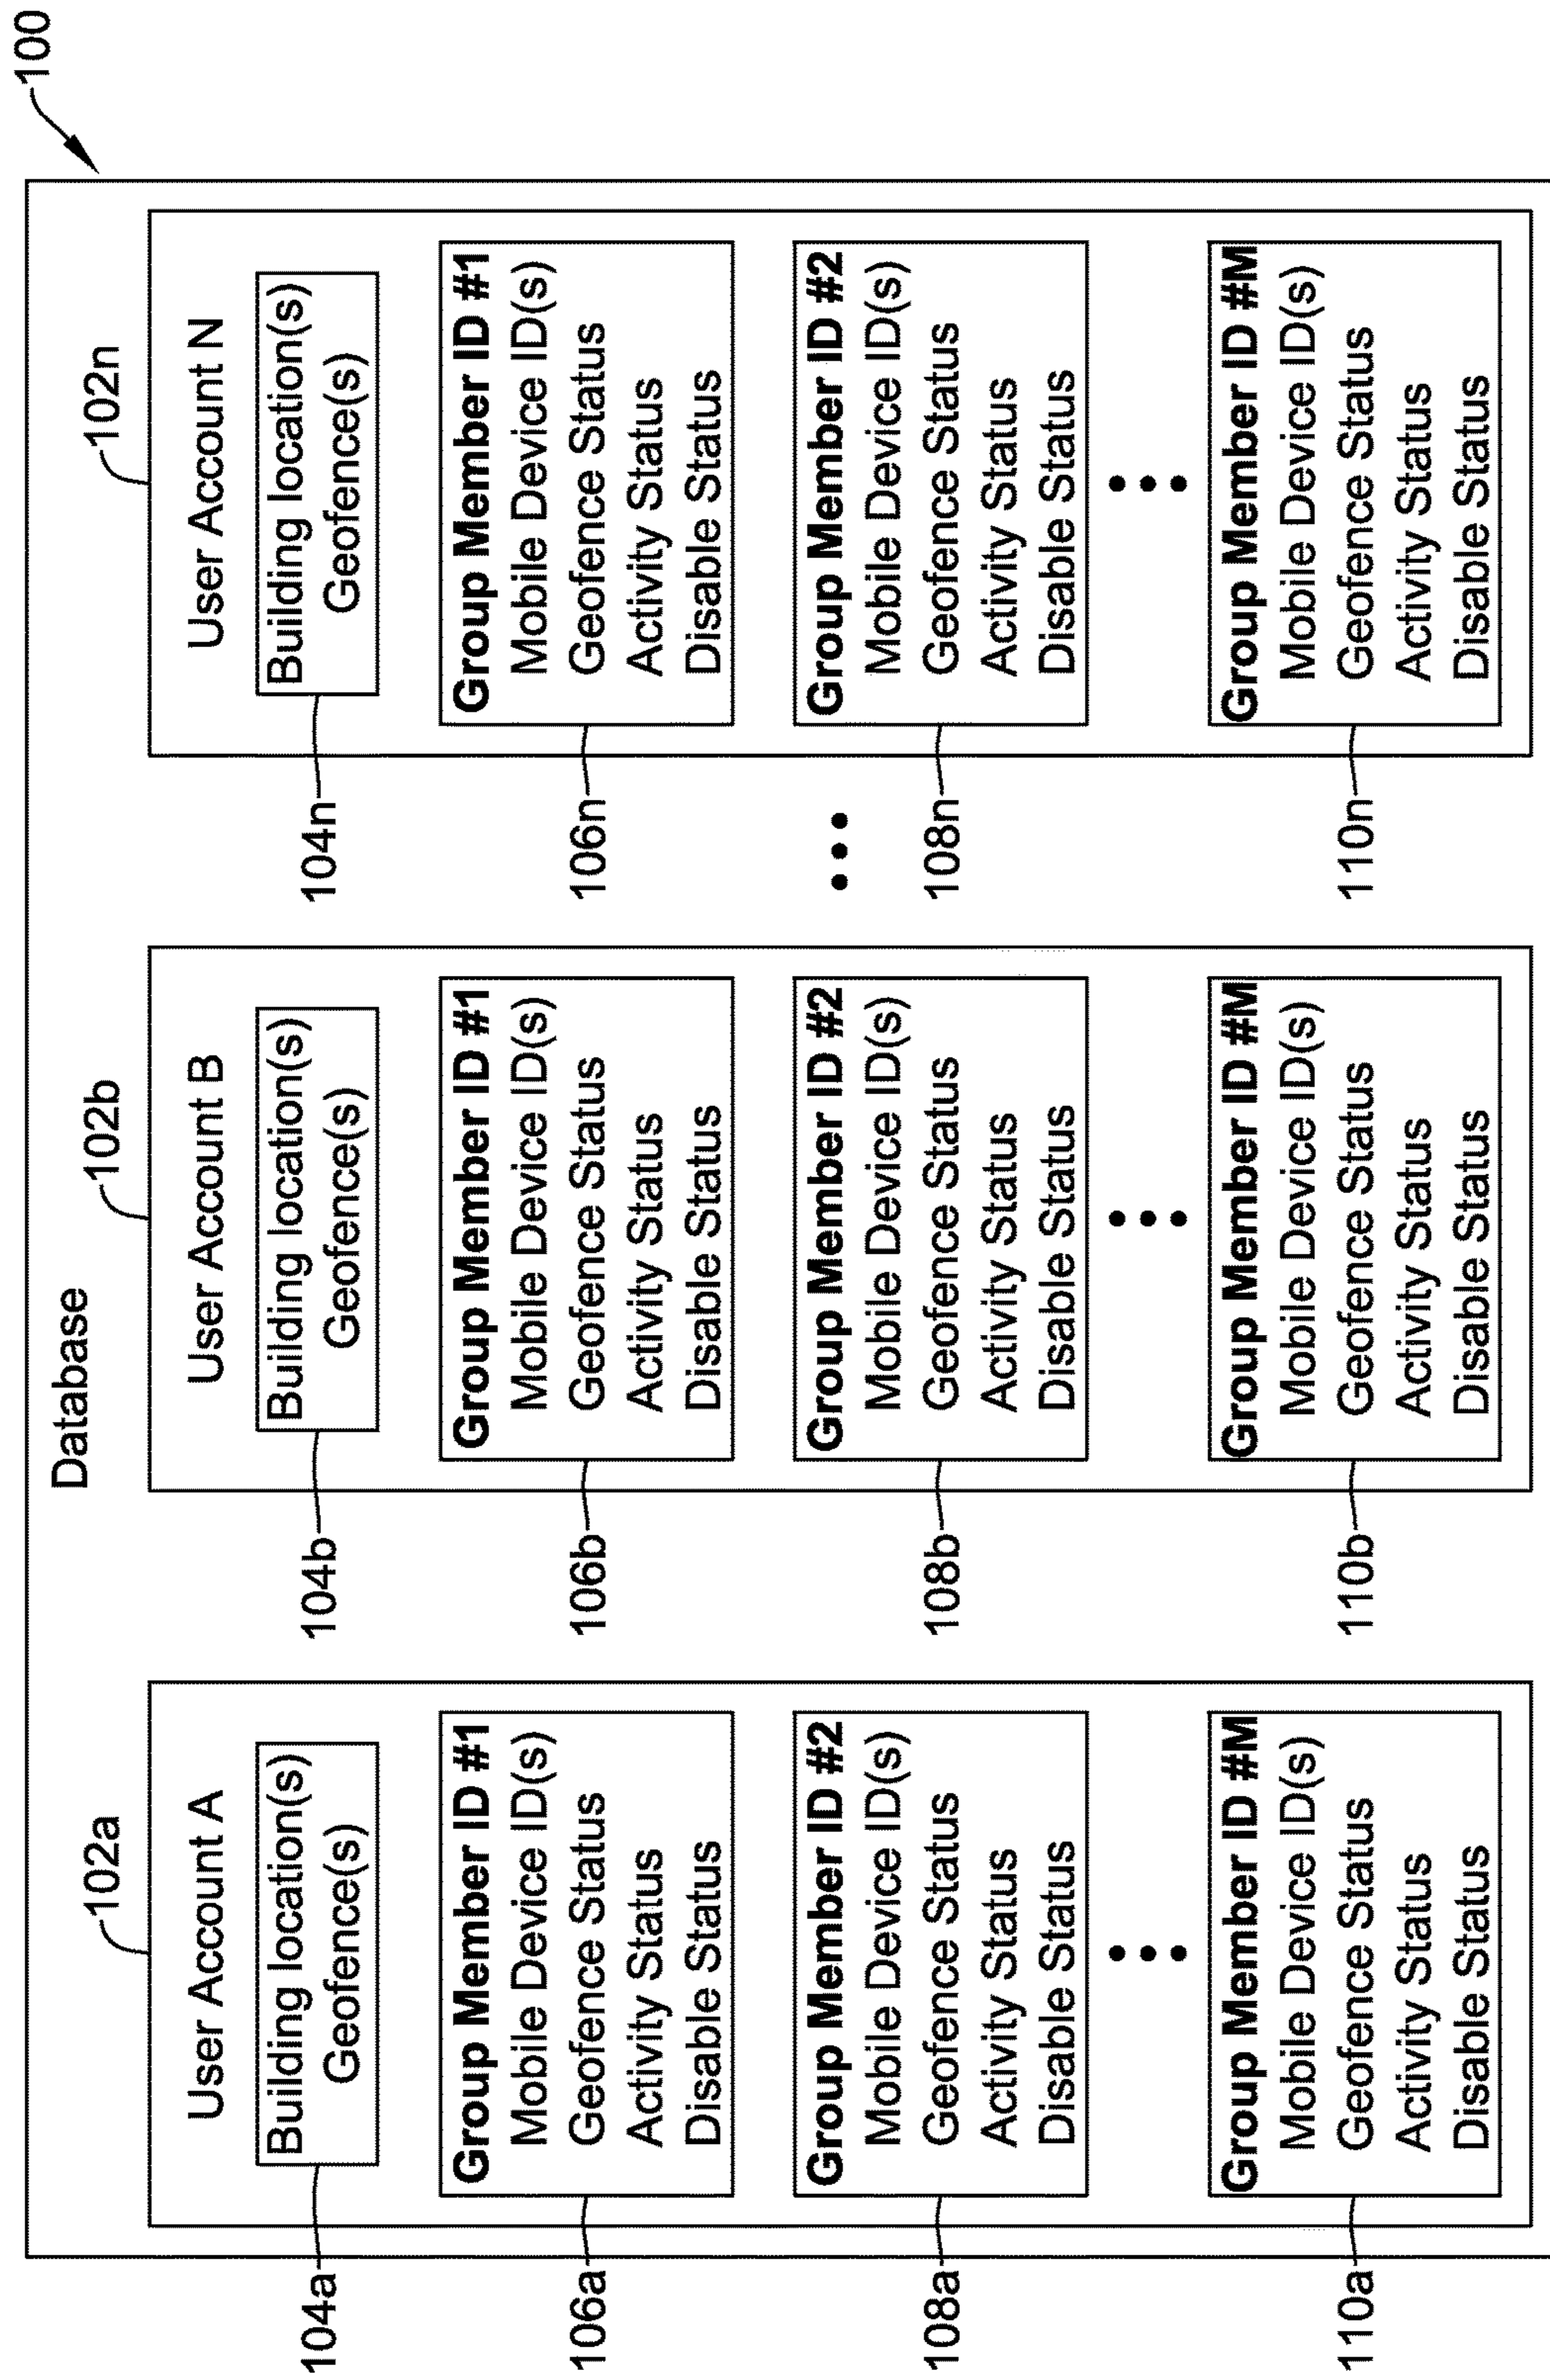 100
Database
102a
User Account A
104a
Building location(s)
Geofence(s)
106a
Group Member ID #1
Mobile Device ID(s)
Geofence Status
Activity Status
Disable Status
108a
Group Member ID #2
Mobile Device ID(s)
Geofence Status
Activity Status
Disable Status
110a
Group Member ID #M
Mobile Device ID(s)
Geofence Status
Activity Status
Disable Status
102b
User Account B
104b
Building location(s)
Geofence(s)
106b
Group Member ID #1
Mobile Device ID(s)
Geofence Status
Activity Status
Disable Status
108b
Group Member ID #2
Mobile Device ID(s)
Geofence Status
Activity Status
Disable Status
110b
Group Member ID #M
Mobile Device ID(s)
Geofence Status
Activity Status
Disable Status
102n
User Account N
104n
Building location(s)
Geofence(s)
106n
Group Member ID #1
Mobile Device ID(s)
Geofence Status
Activity Status
Disable Status
108n
Group Member ID #2
Mobile Device ID(s)
Geofence Status
Activity Status
Disable Status
110n
Group Member ID #M
Mobile Device ID(s)
Geofence Status
Activity Status
Disable Status